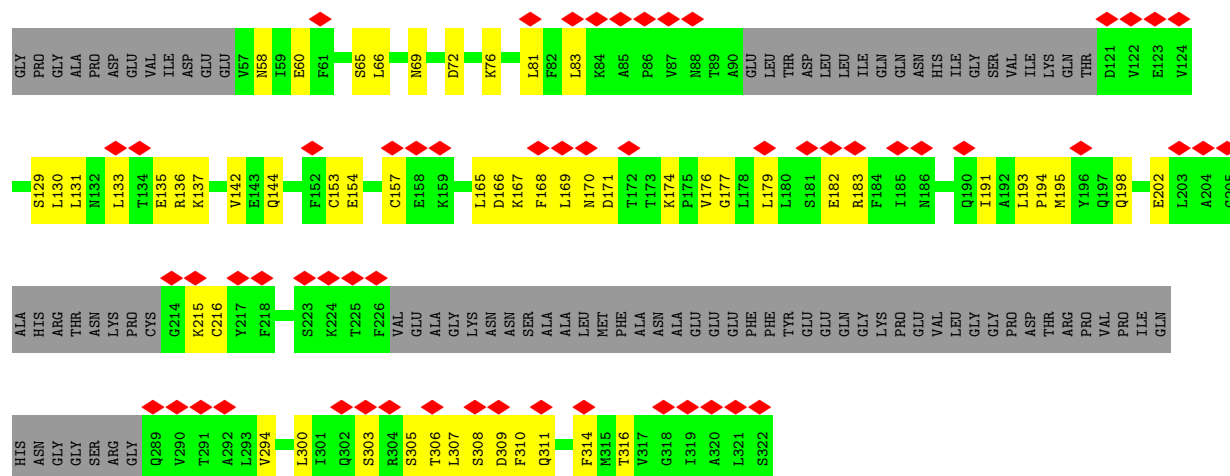 GLY PRO GLY ALA PRO ASP GLU VAL ILE ASP GLU GLU V57 N58 I59 E60 F61 S65 L66 N69 D72 K76 L81 F82 L83 K84 A85 P86 V87 N88 T89 A90 GLU LEU THR ASP LEU LEU ILE GLN GLN ASN HIS ILE GLY SER VAL ILE LYS GLN THR D121 V122 E123 V124
S129 L130 L131 N132 L133 T134 E135 R136 K137 V142 E143 Q144 F152 C153 E154 C157 E158 K159 L165 D166 K167 F168 L169 N170 D171 T172 T173 K174 P175 V176 G177 L178 L179 L180 S181 E182 R183 F184 I185 N186 Q190 I191 A192 L193 P194 M195 Y196 Q197 Q198 E202 L203 A204
ALA HIS ARG THR ASN LYS PRO CYS G214 K215 C216 Y217 F218 S223 K224 T225 F226 VAL GLU ALA GLY LYS ASN ASN SER ALA ALA LEU MET PHE ALA ASN ALA GLU GLU GLU PHE PHE TYR GLU GLU GLN GLY LYS PRO GLU VAL LEU GLY GLY PRO ASP THR ARG PRO VAL PRO ILE GLN
HIS ASN GLY GLY SER ARG GLY Q289 V290 T291 A292 L293 V294 L300 I301 Q302 S303 R304 S305 T306 L307 S308 D309 F310 Q311 F314 M315 T316 V317 G318 I319 A320 L321 S322